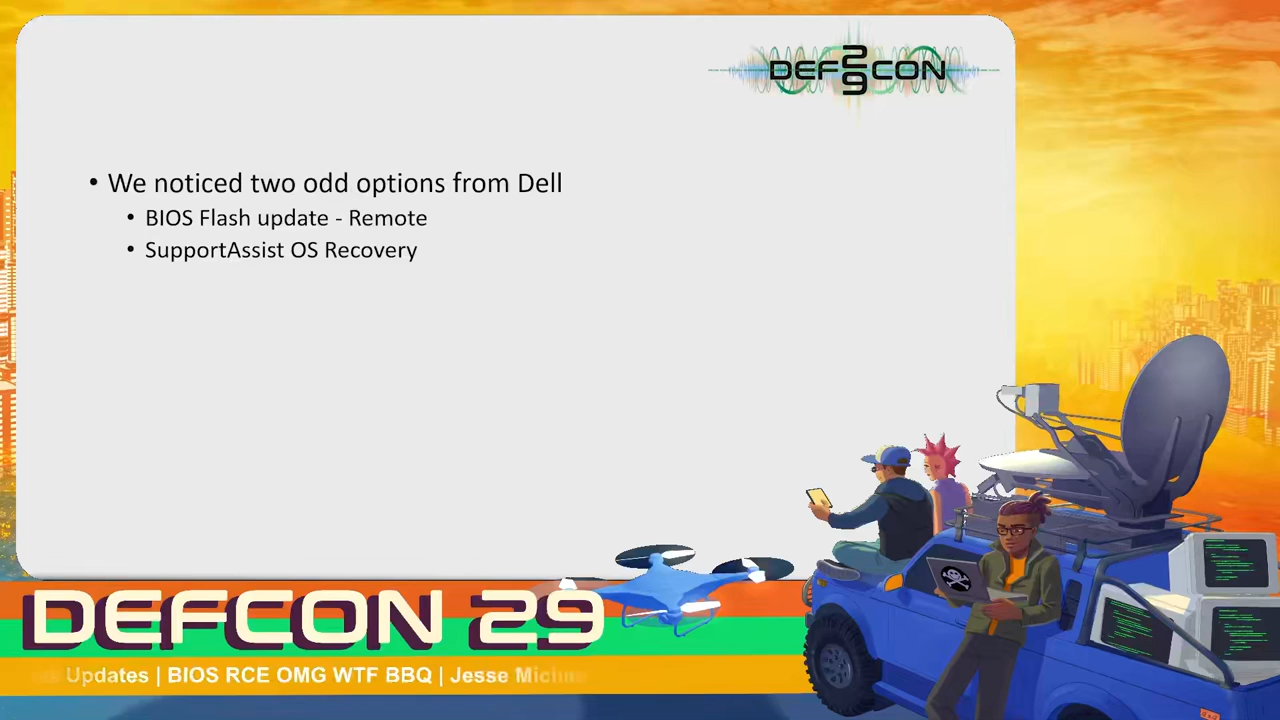 DEF CON
29
• We noticed two odd options from Dell
• BIOS Flash update - Remote
• SupportAssist OS Recovery
DEFCON 29
Updates | BIOS RCE OMG WTF BBQ | Jesse